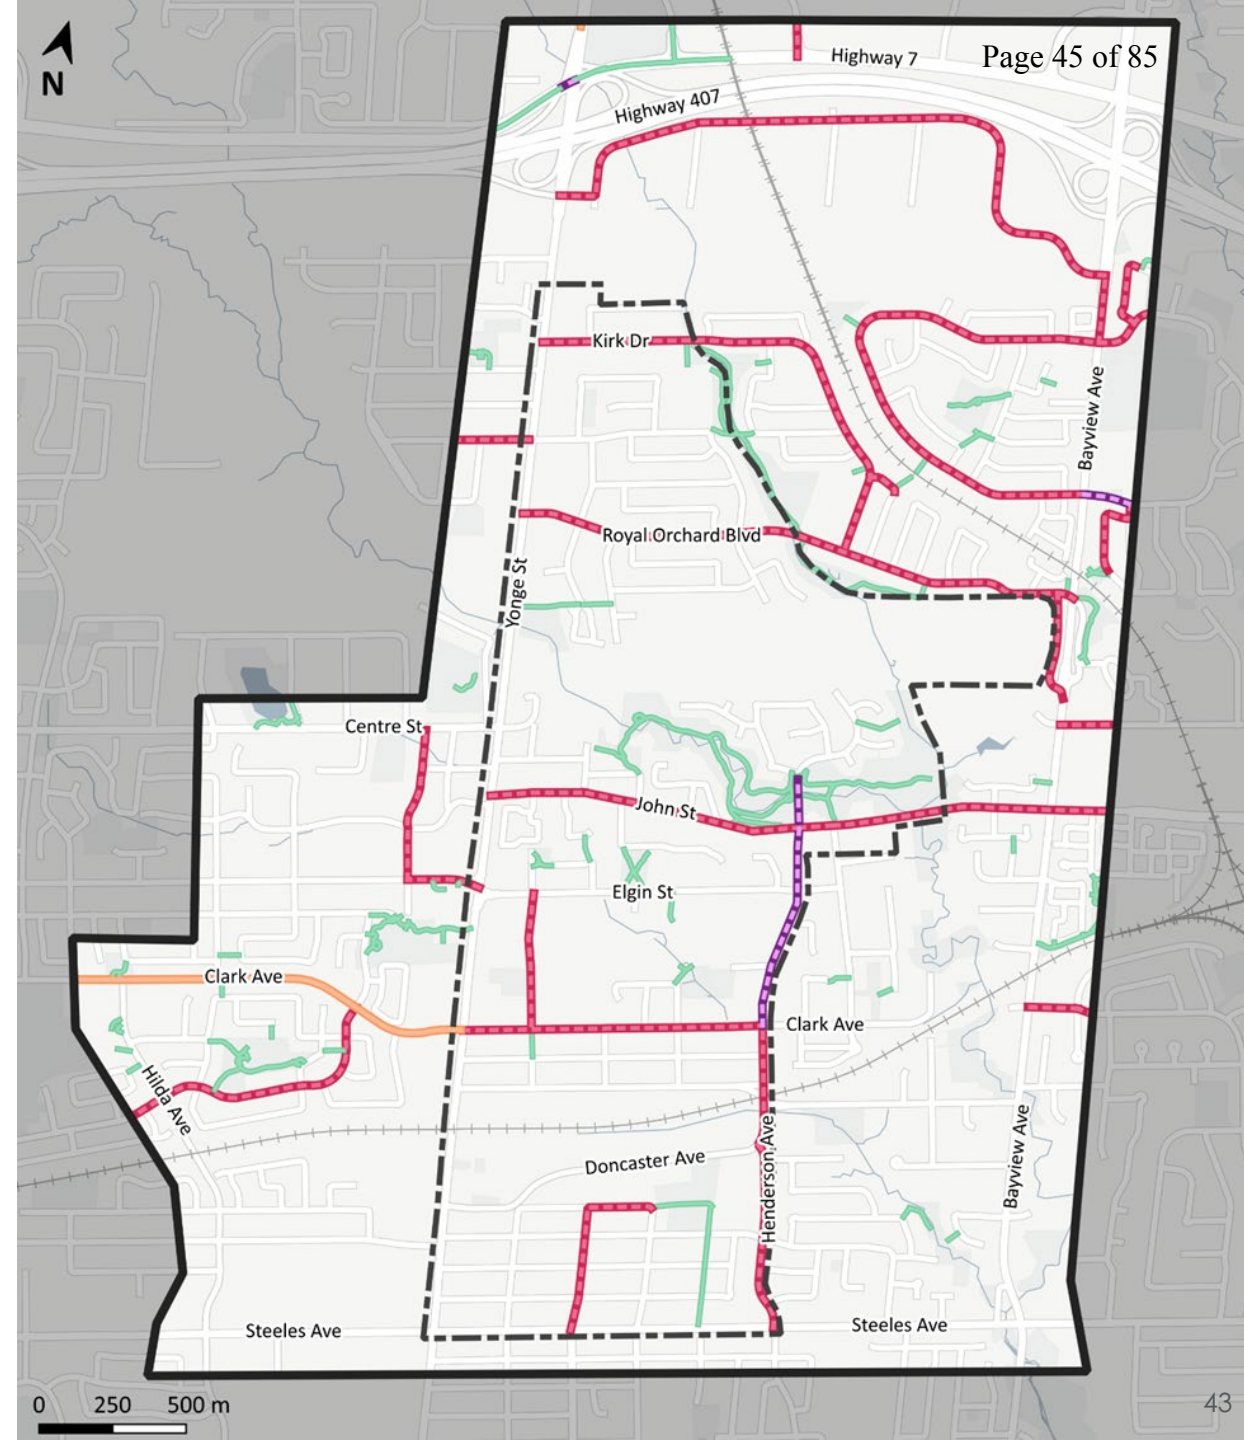 N
Highway 7
Page 45 of 85
Highway 407
Kirk Dr
Bayview Ave
Royal Orchard Blvd
Yonge St
Centre St
John St
Elgin St
Clark Ave
Clark Ave
Hilda Ave
Bayview Ave
Henderson Ave
Doncaster Ave
Steeles Ave
Steeles Ave
0 250 500 m
43